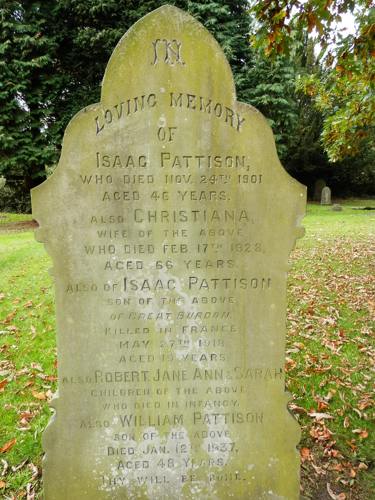 IN
LOVING MEMORY
OF
ISAAC PATTISON,
WHO DIED NOV. 24TH 1901
AGED 46 YEARS.
ALSO CHRISTIANA,
WIFE OF THE ABOVE
WHO DIED FEB 17TH 1923,
AGED 66 YEARS.
ALSO OF ISAAC PATTISON
SON OF THE ABOVE
OF GREAT BURDON.
KILLED IN FRANCE
MAY 27TH 1918
AGED 19 YEARS
ALSO ROBERT, JANE ANN & SARAH
CHILDREN OF THE ABOVE
WHO DIED IN INFANCY.
ALSO WILLIAM PATTISON
SON OF THE ABOVE
DIED JAN. 12TH 1937.
AGED 48 YEARS.
THY WILL BE DONE.